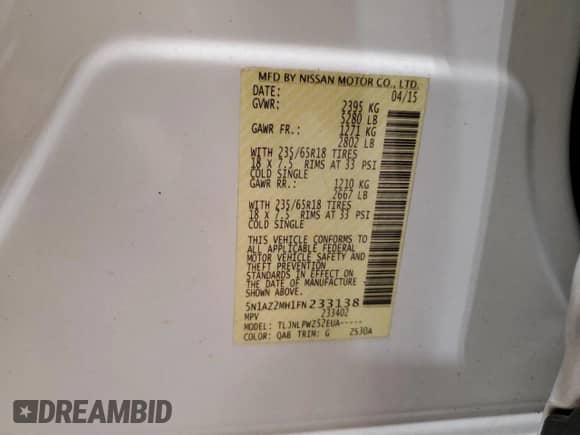 MFD BY NISSAN MOTOR CO., LTD.
DATE: 04/15
GVWR: 2395 KG
5280 LB
GAWR FR.: 1271 KG
2802 LB
WITH 235/65R18 TIRES
18 X 7.5 RIMS AT 33 PSI
COLD SINGLE
GAWR RR.: 1210 KG
2667 LB
WITH 235/65R18 TIRES
18 X 7.5 RIMS AT 33 PSI
COLD SINGLE
THIS VEHICLE CONFORMS TO
ALL APPLICABLE FEDERAL
MOTOR VEHICLE SAFETY AND
THEFT PREVENTION
STANDARDS IN EFFECT ON
THE DATE OF MANUFACTURE
SHOWN ABOVE.
5N1AZ2MH1FN233138
MPV 233402
MODEL: TLJNLPWZ52EUA-----
COLOR: QAB TRIM: G 2530A
DREAMBID